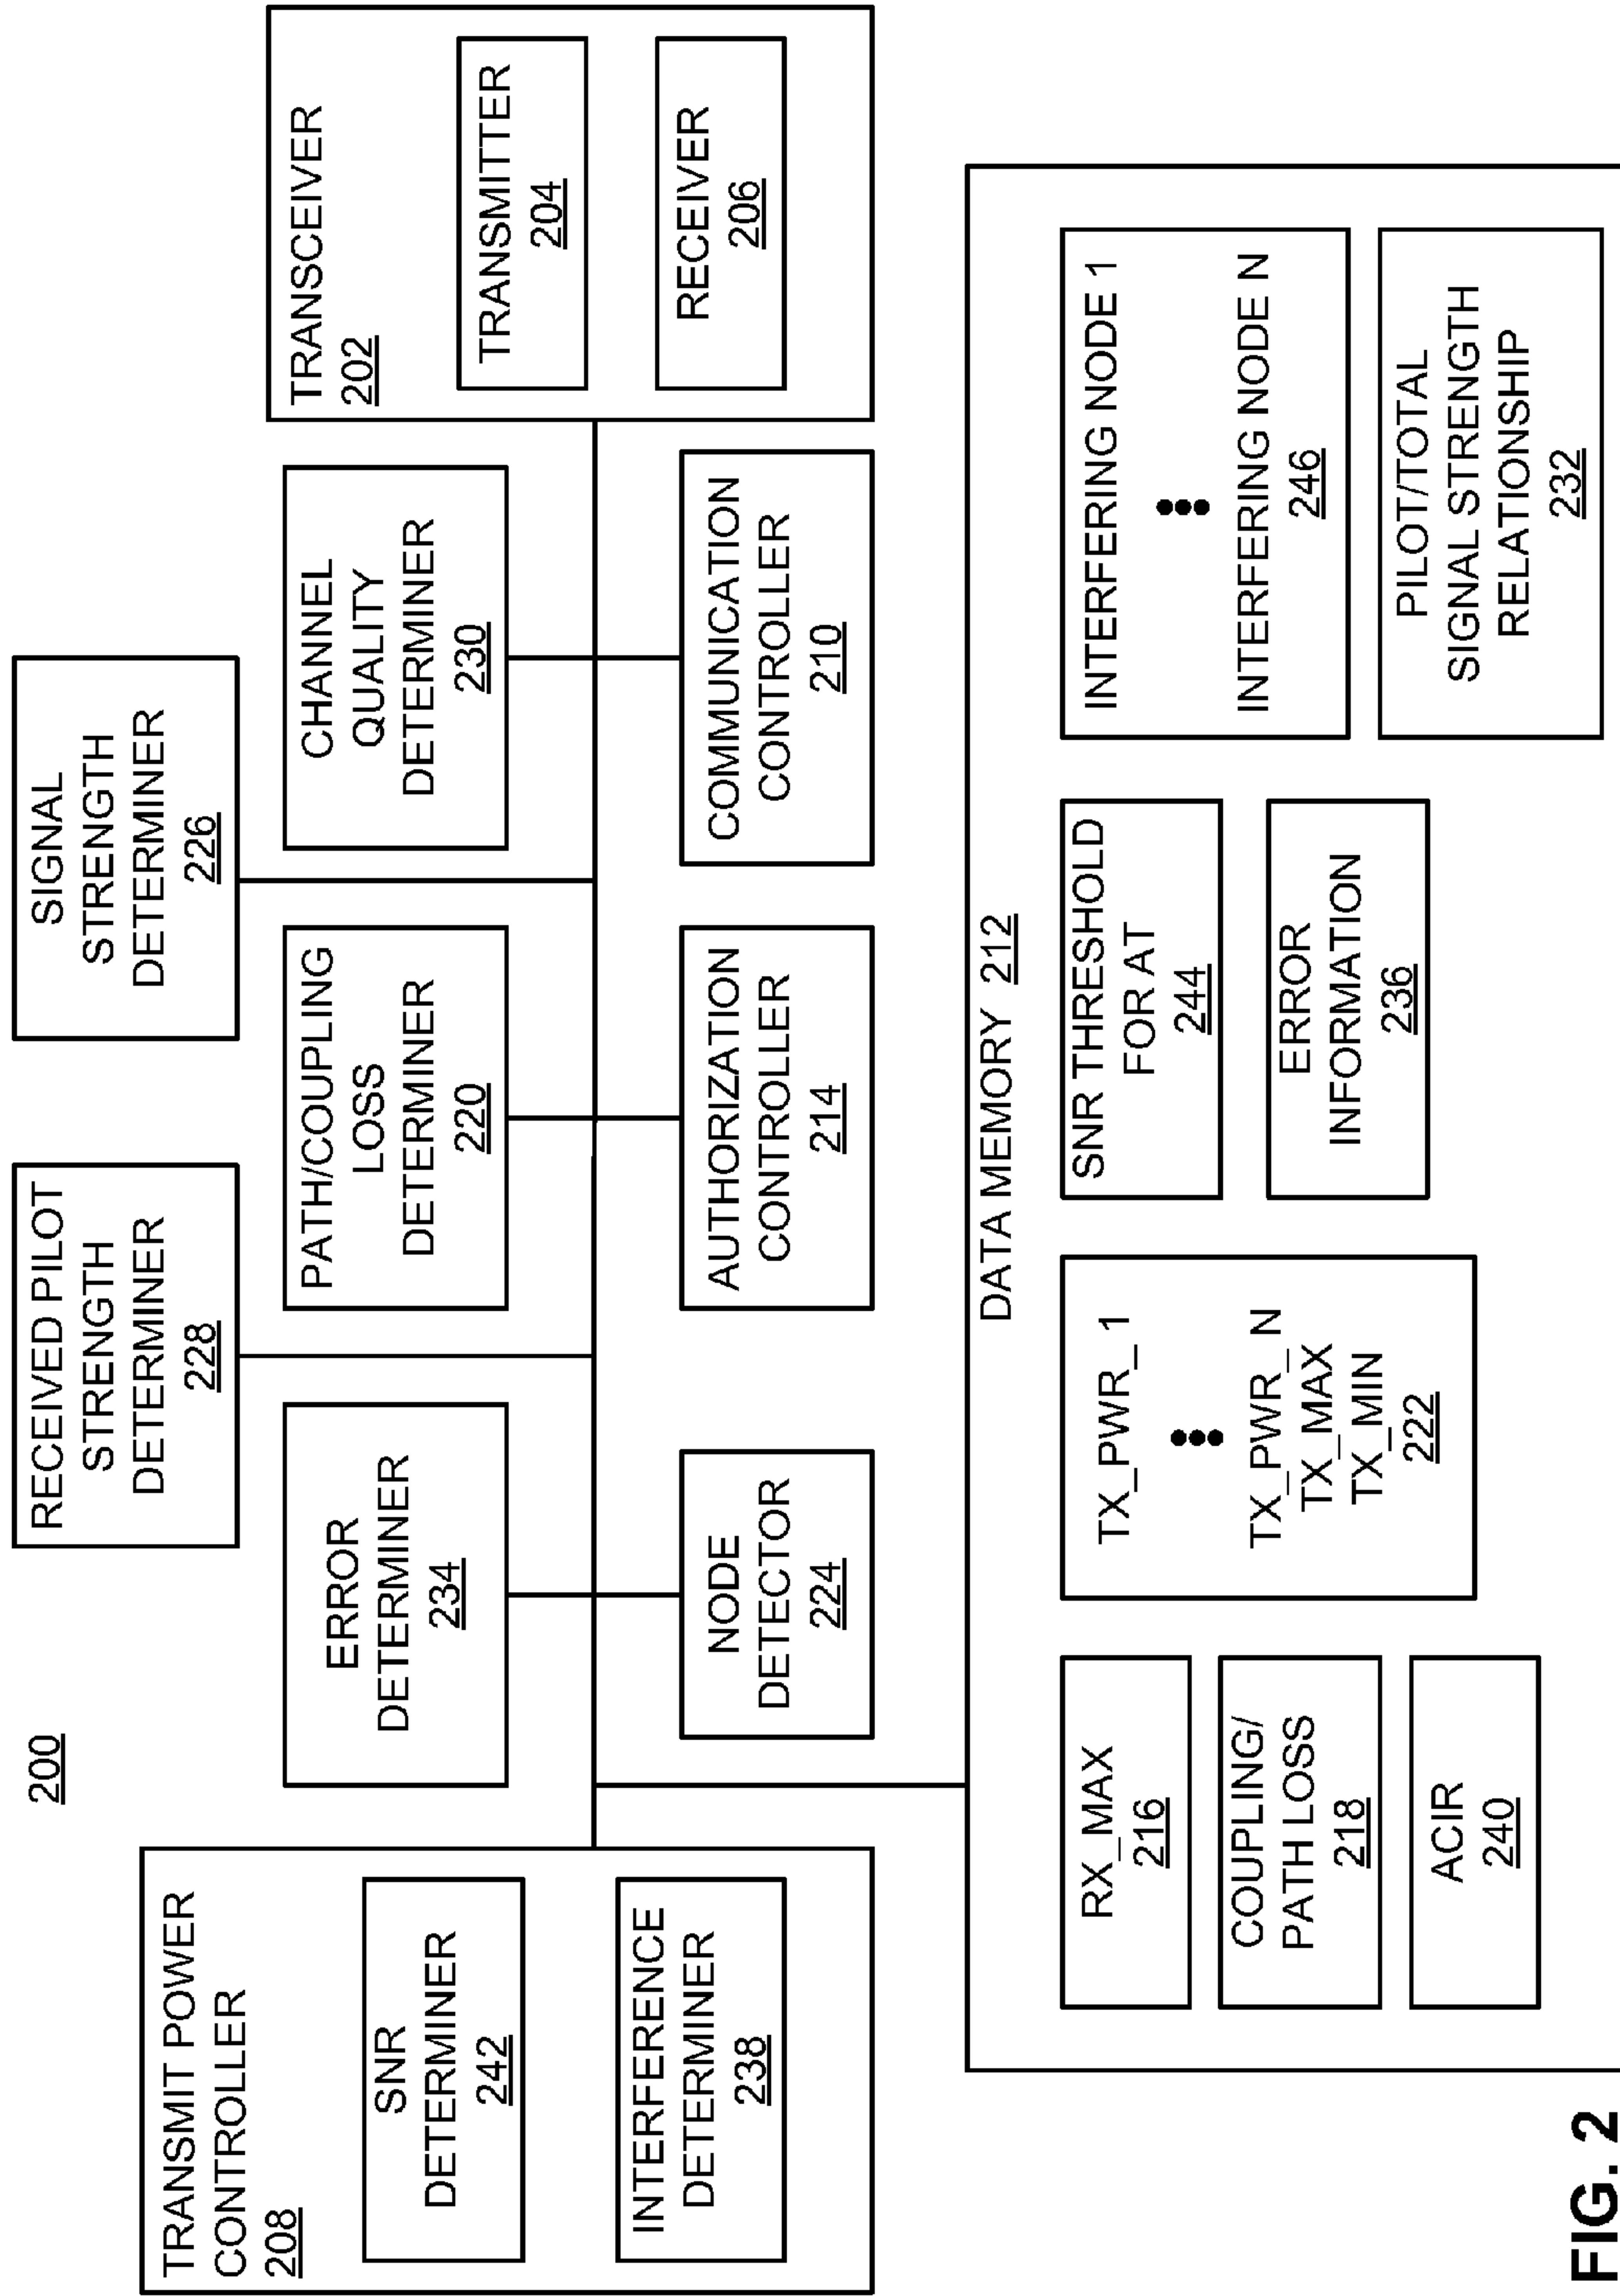 200
RECEIVED PILOT
STRENGTH
DETERMINER
228
SIGNAL
STRENGTH
DETERMINER
226
TRANSMIT POWER
CONTROLLER
208
SNR
DETERMINER
242
INTERFERENCE
DETERMINER
238
ERROR
DETERMINER
234
PATH/COUPLING
LOSS
DETERMINER
220
CHANNEL
QUALITY
DETERMINER
230
TRANSCEIVER
202
TRANSMITTER
204
RECEIVER
206
NODE
DETECTOR
224
AUTHORIZATION
CONTROLLER
214
COMMUNICATION
CONTROLLER
210
DATA MEMORY 212
RX_MAX
216
COUPLING/
PATH LOSS
218
ACIR
240
TX_PWR_1
TX_PWR_N
TX_MAX
TX_MIN
222
SNR THRESHOLD
FOR AT
244
ERROR
INFORMATION
236
INTERFERING NODE 1
INTERFERING NODE N
246
PILOT/TOTAL
SIGNAL STRENGTH
RELATIONSHIP
232
FIG. 2